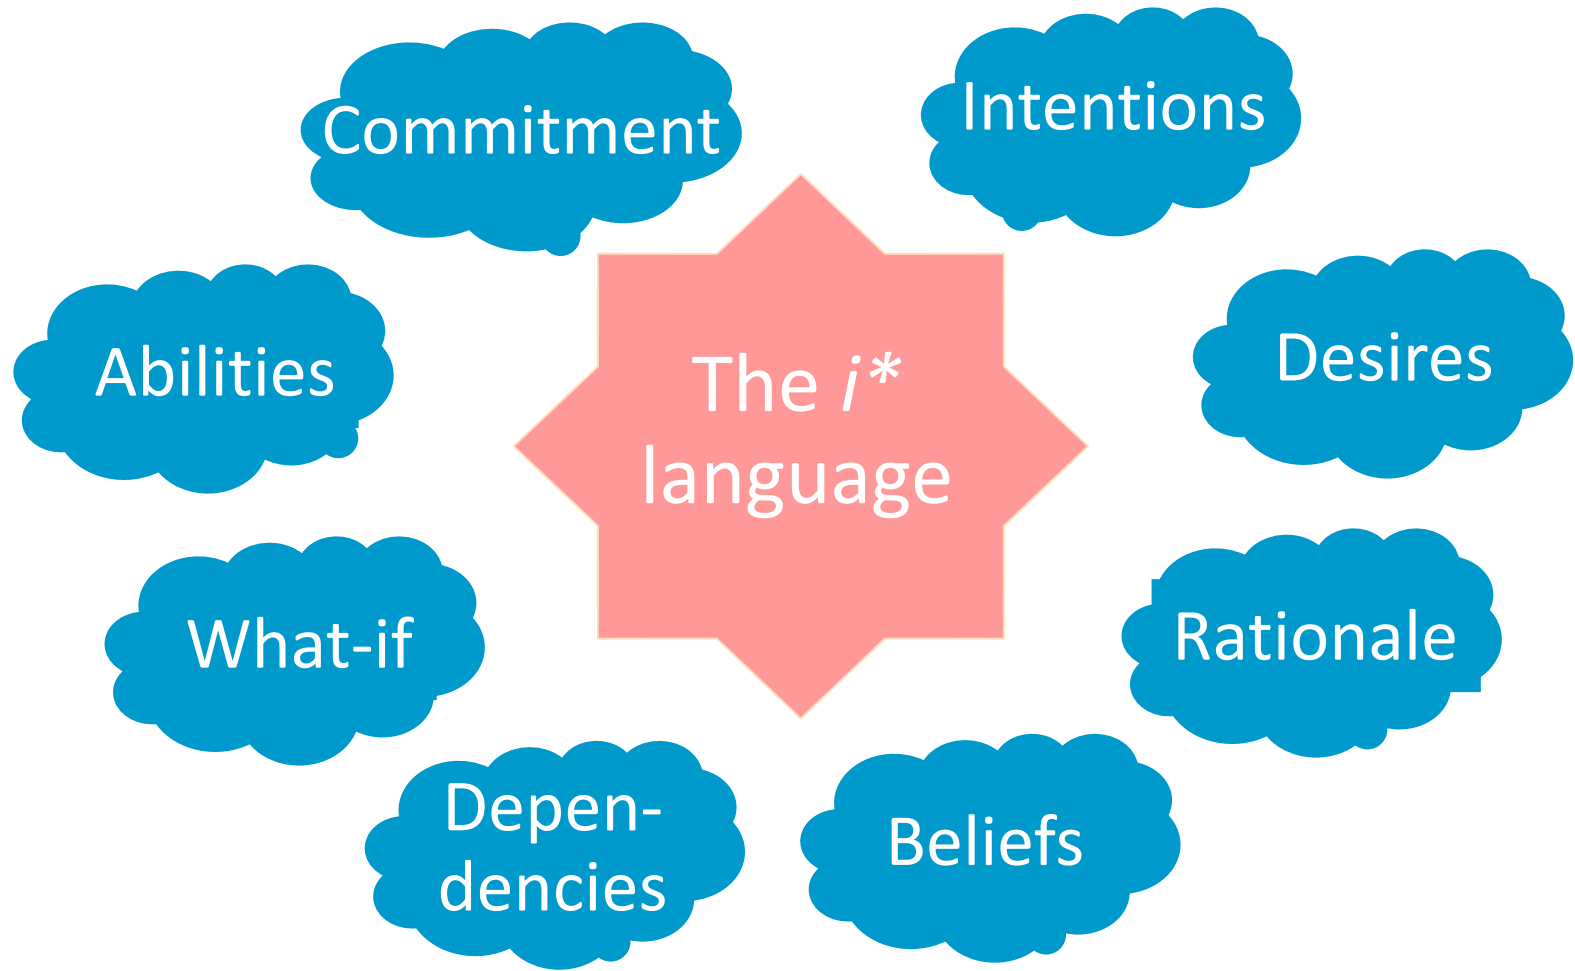 Commitment
Intentions
Abilities
The i*
language
Desires
What-if
Rationale
Depen-
dencies
Beliefs